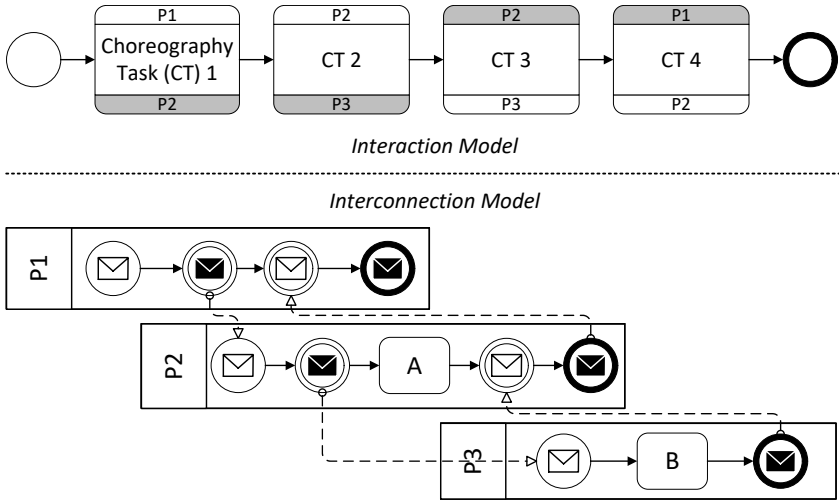 P1
Choreography
Task (CT) 1
P2
P2
CT 2
P3
P2
CT 3
P3
P1
CT 4
P2
Interaction Model
Interconnection Model
P1
P2
A
P3
B